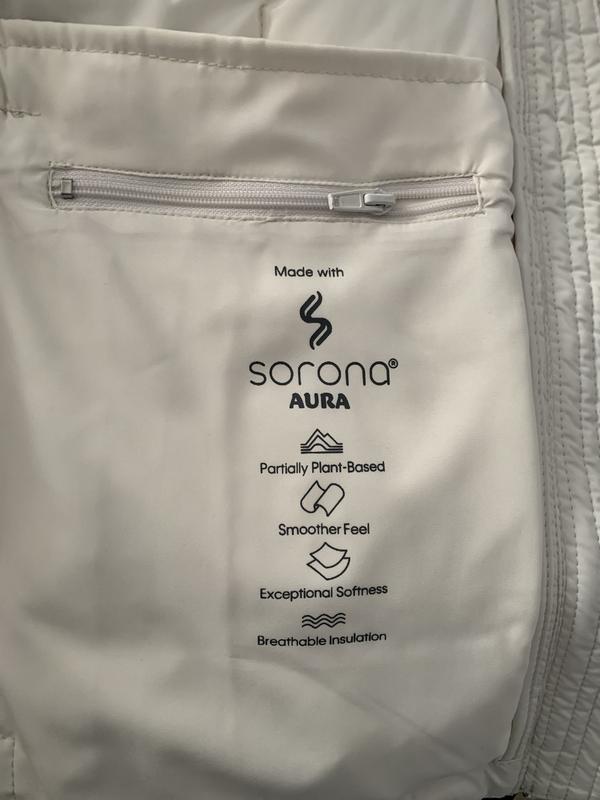 Made with
sorona®
AURA
Partially Plant-Based
Smoother Feel
Exceptional Softness
Breathable Insulation